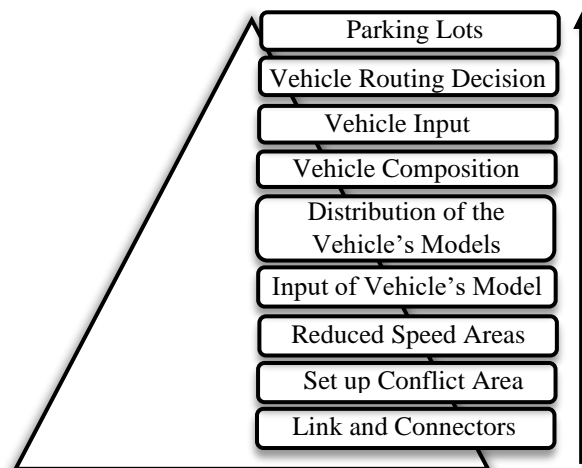 Parking Lots
Vehicle Routing Decision
Vehicle Input
Vehicle Composition
Distribution of the
Vehicle's Models
Input of Vehicle's Model
Reduced Speed Areas
Set up Conflict Area
Link and Connectors